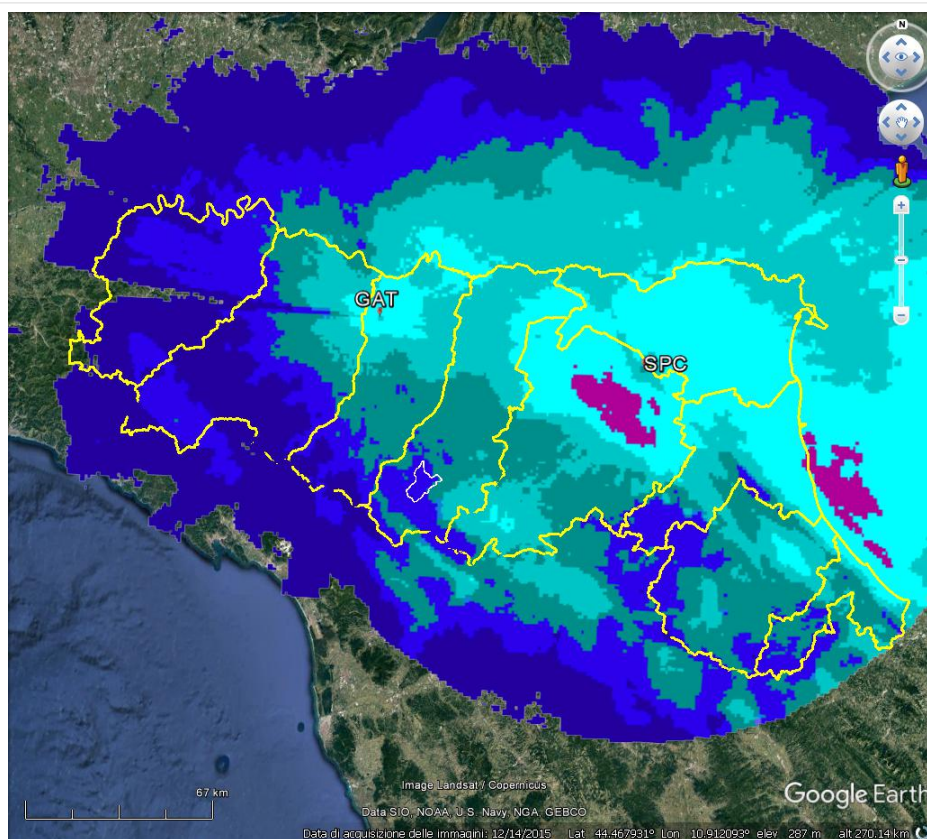 N
GAT
SPC
67 km
Image Landsat / Copernicus
Data SIO, NOAA, U.S. Navy, NGA, GEBCO
Google Earth
Data di acquisizione delle immagini: 12/14/2015 Lat 44.467931° Lon 10.912093° elev 287 m alt 270.14 km